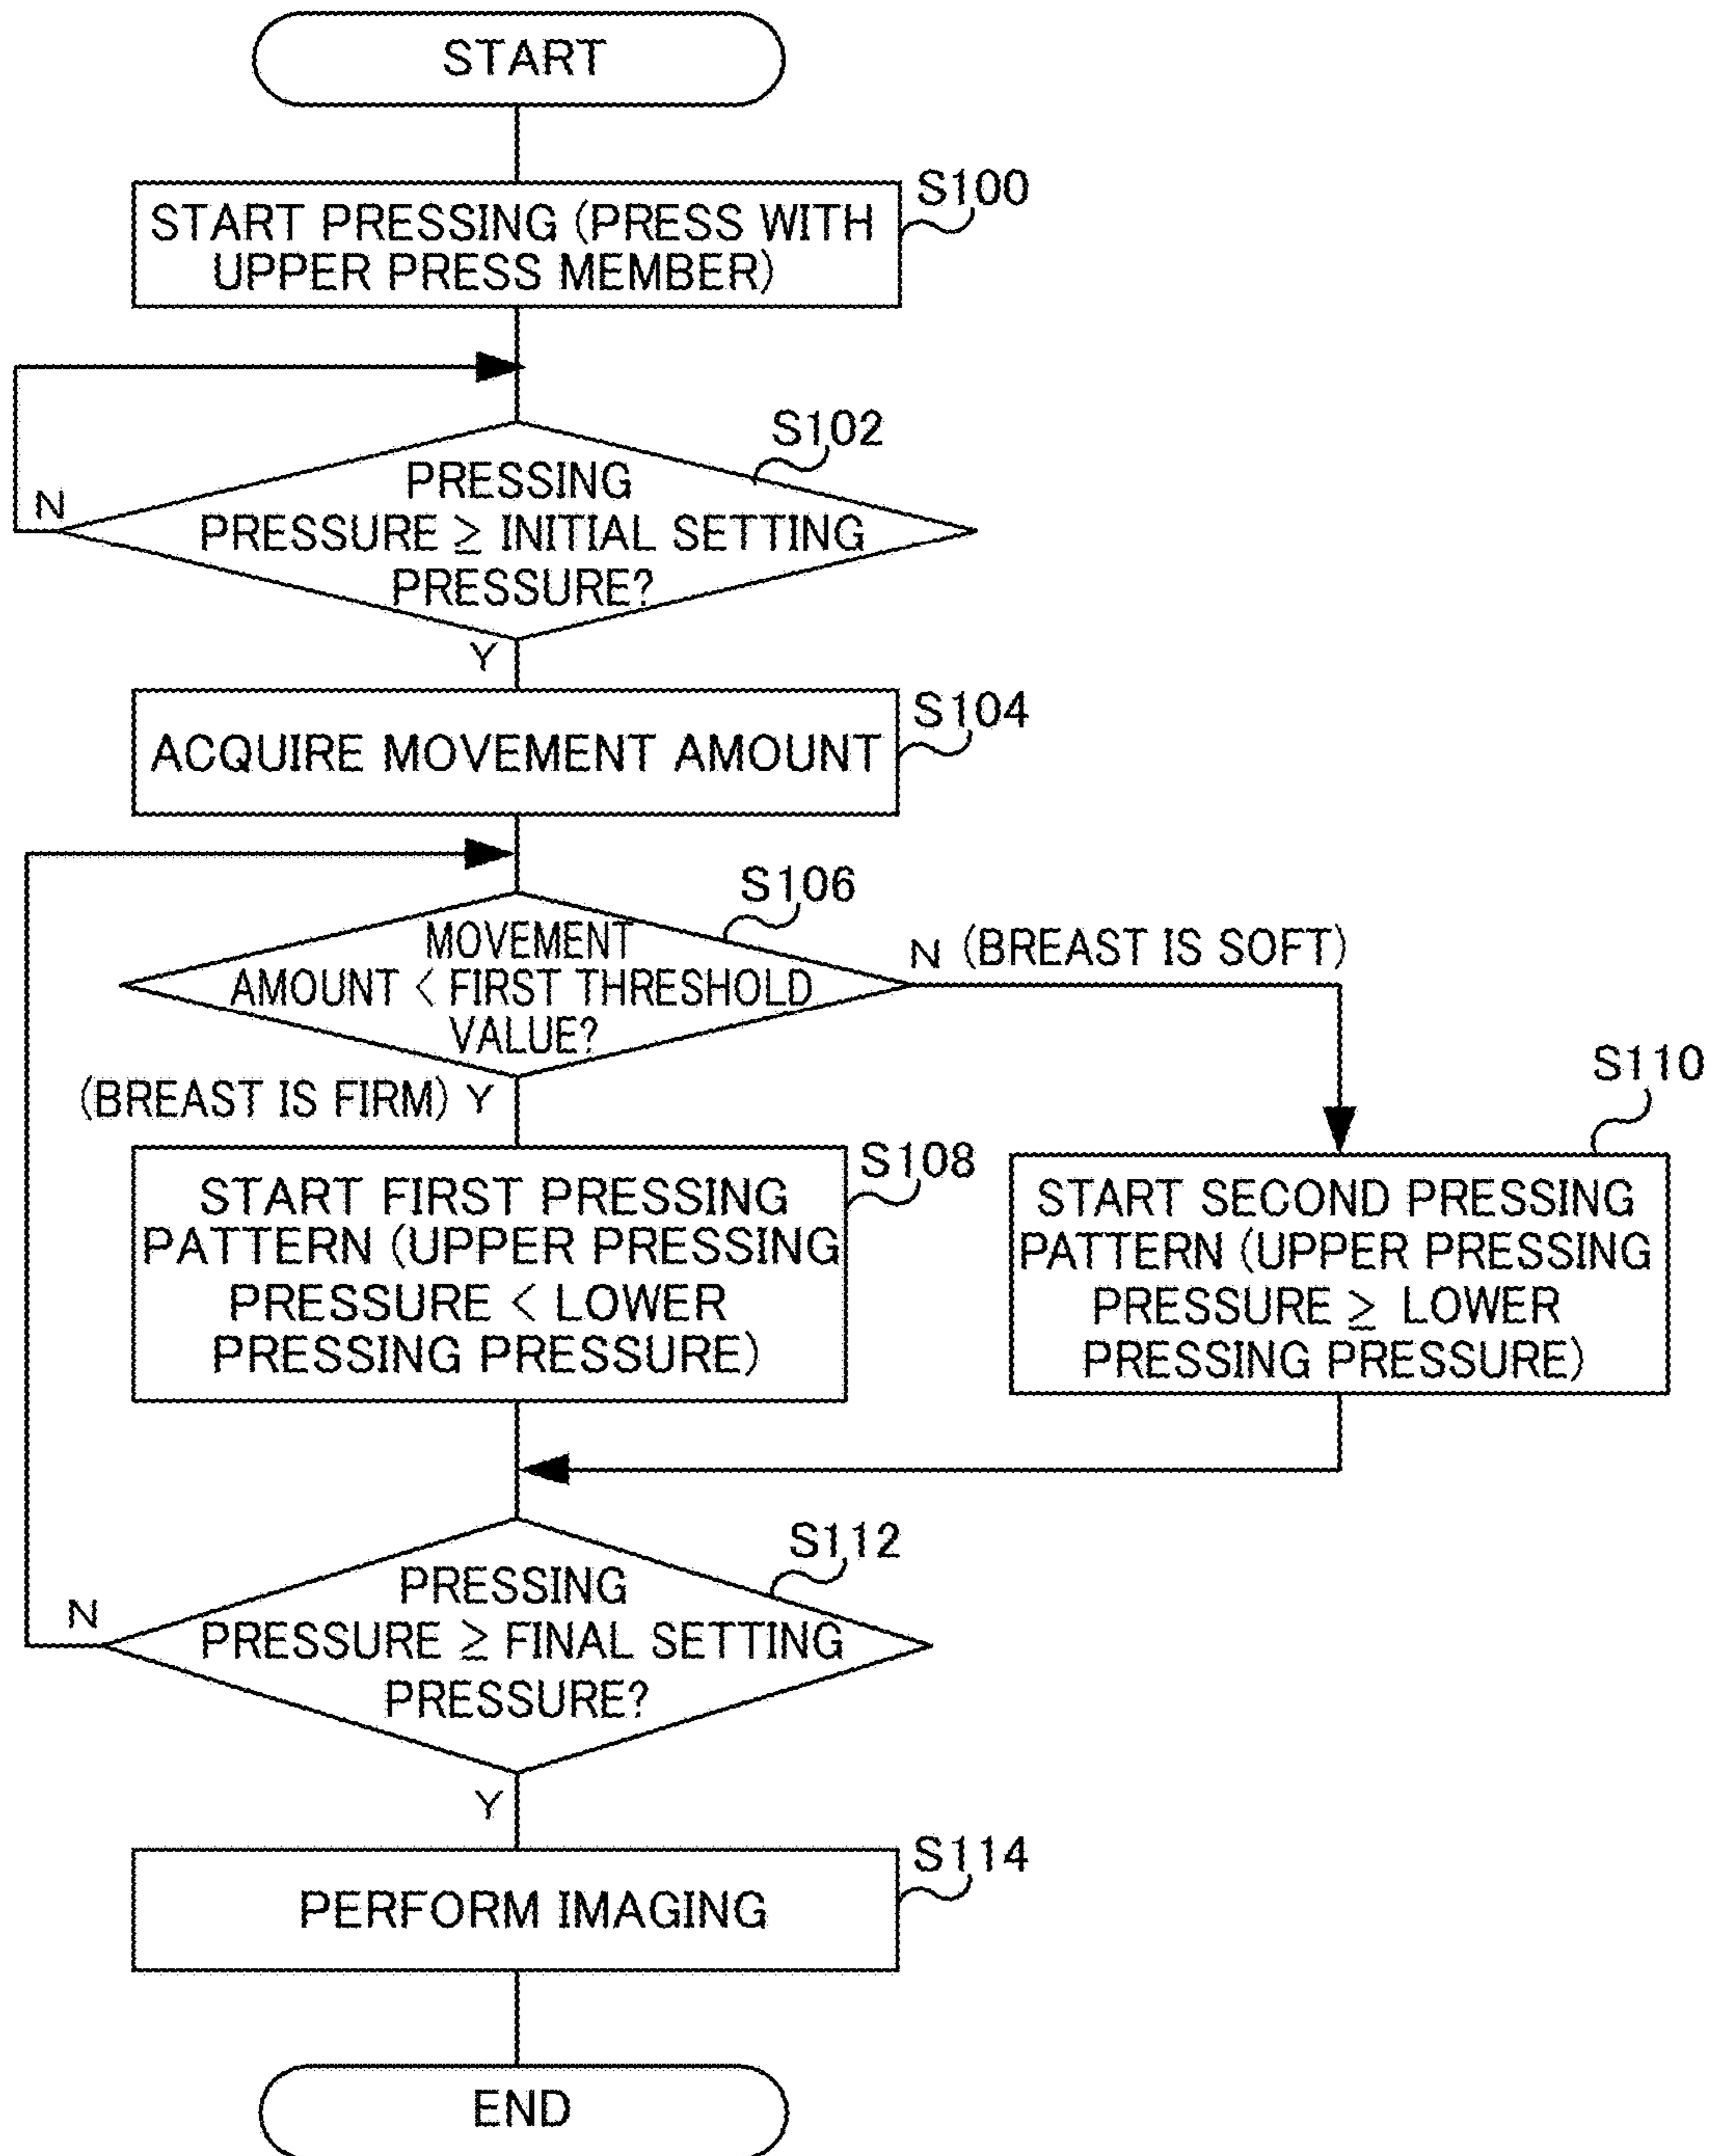 START
S100
START PRESSING (PRESS WITH
UPPER PRESS MEMBER)
S102
PRESSING
N
PRESSURE ≥ INITIAL SETTING
PRESSURE?
Y
S104
ACQUIRE MOVEMENT AMOUNT
S106
MOVEMENT
N (BREAST IS SOFT)
AMOUNT < FIRST THRESHOLD
VALUE?
(BREAST IS FIRM) Y
S110
S108
START FIRST PRESSING
PATTERN (UPPER PRESSING
PRESSURE < LOWER
PRESSING PRESSURE)
START SECOND PRESSING
PATTERN (UPPER PRESSING
PRESSURE ≥ LOWER
PRESSING PRESSURE)
S112
PRESSING
N
PRESSURE ≥ FINAL SETTING
PRESSURE?
Y
S114
PERFORM IMAGING
END